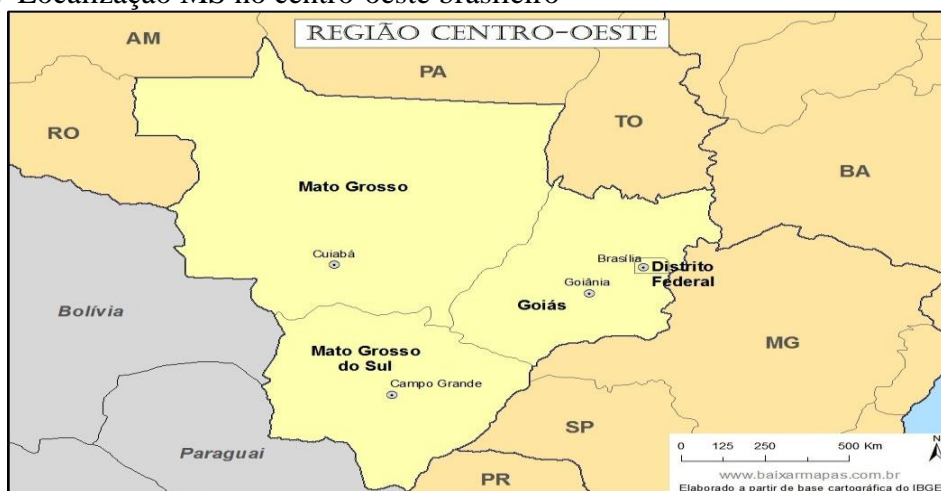 Localização MS no centro-oeste brasileiro
REGIÃO CENTRO-OESTE
AM
PA
RO
TO
BA
Mato Grosso
Cuiabá
Brasília
Distrito
Federal
Goiânia
Goiás
Bolívia
Mato Grosso
do Sul
Campo Grande
MG
SP
Paraguai
PR
0 125 250 500 Km
N
www.baixarmapas.com.br
Elaborado a partir de base cartográfica do IBGE